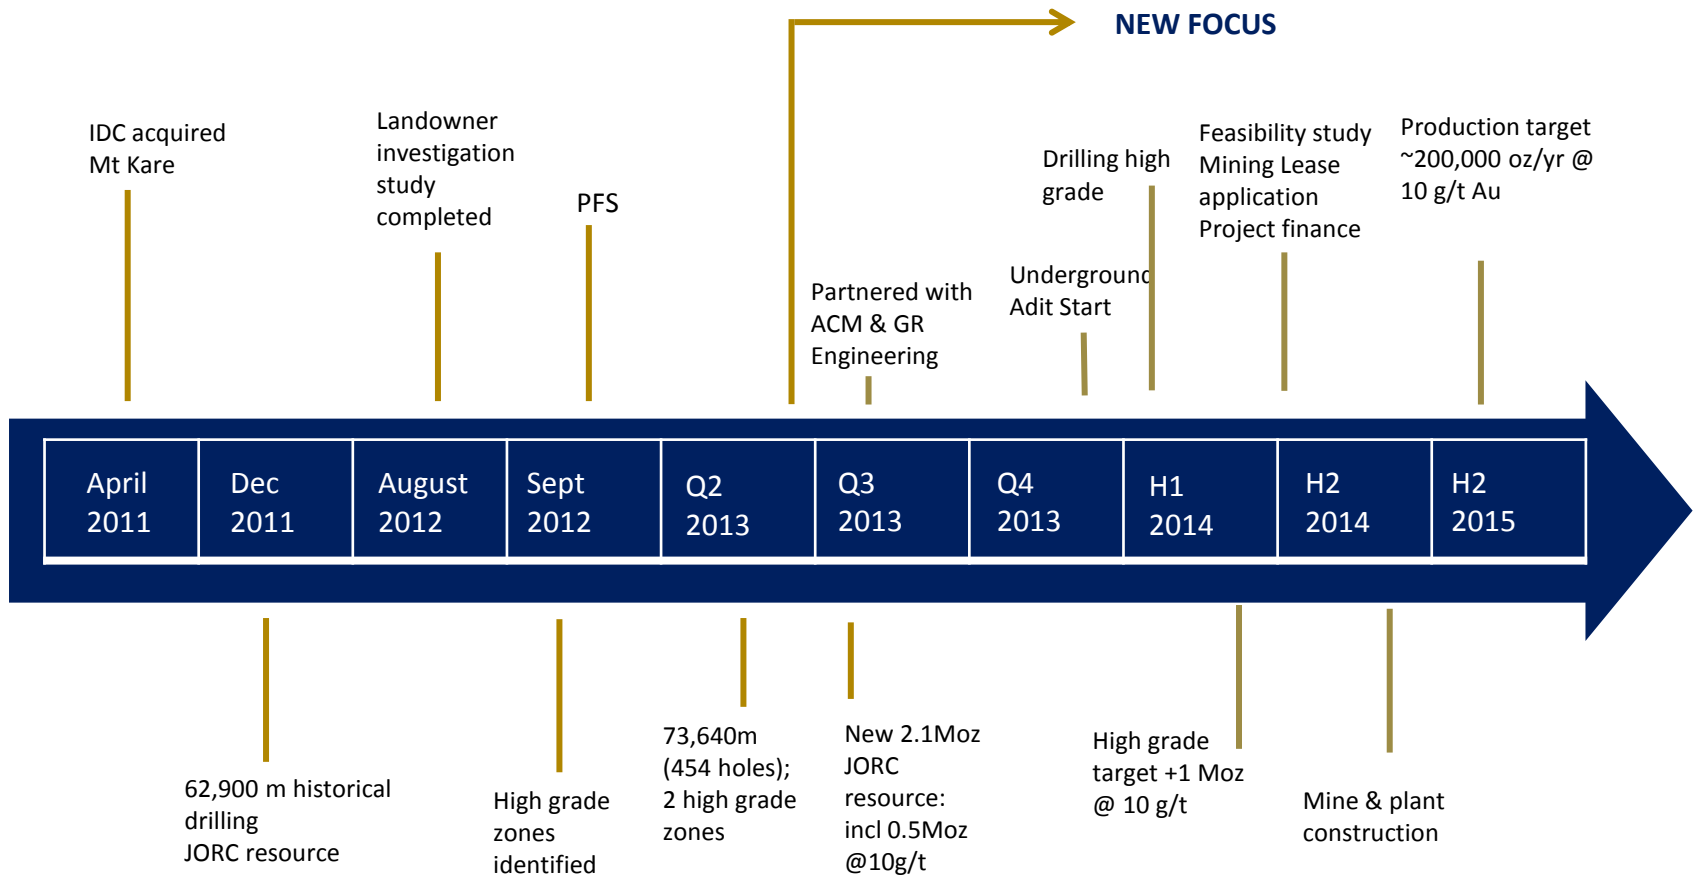 NEW FOCUS
IDC acquired
Mt Kare
Landowner
investigation
study
completed
PFS
Partnered with
ACM & GR
Engineering
Underground
Adit Start
Drilling high
grade
Feasibility study
Mining Lease
application
Project finance
Production target
~200,000 oz/yr @
10 g/t Au
April
2011
Dec
2011
August
2012
Sept
2012
Q2
2013
Q3
2013
Q4
2013
H1
2014
H2
2014
H2
2015
62,900 m historical
drilling
JORC resource
High grade
zones
identified
73,640m
(454 holes);
2 high grade
zones
New 2.1Moz
JORC
resource:
incl 0.5Moz
@10g/t
High grade
target +1 Moz
@ 10 g/t
Mine & plant
construction